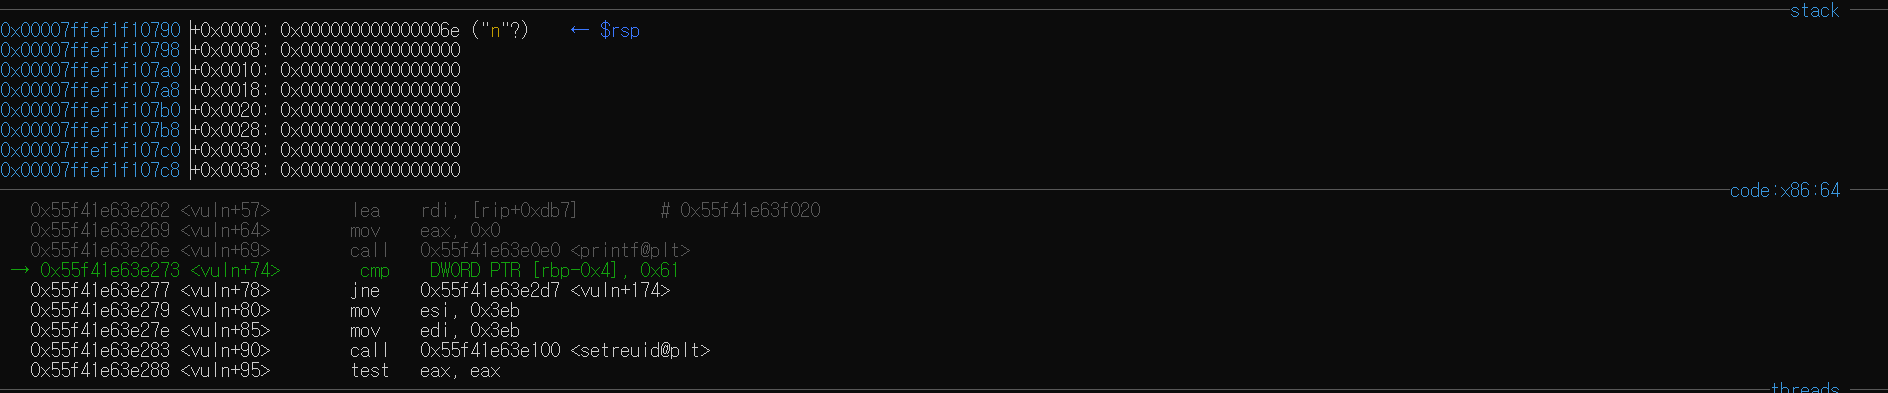 stack
0x00007ffef1f10790│+0x0000: 0x000000000000006e ("n"?)    ← $rsp
0x00007ffef1f10798│+0x0008: 0x0000000000000000
0x00007ffef1f107a0│+0x0010: 0x0000000000000000
0x00007ffef1f107a8│+0x0018: 0x0000000000000000
0x00007ffef1f107b0│+0x0020: 0x0000000000000000
0x00007ffef1f107b8│+0x0028: 0x0000000000000000
0x00007ffef1f107c0│+0x0030: 0x0000000000000000
0x00007ffef1f107c8│+0x0038: 0x0000000000000000
code:x86:64
0x55f41e63e262 <vuln+57>        lea    rdi, [rip+0xdb7]        # 0x55f41e63f020
0x55f41e63e269 <vuln+64>        mov    eax, 0x0
0x55f41e63e26e <vuln+69>        call   0x55f41e63e0e0 <printf@plt>
→ 0x55f41e63e273 <vuln+74>        cmp    DWORD PTR [rbp-0x4], 0x61
0x55f41e63e277 <vuln+78>        jne    0x55f41e63e2d7 <vuln+174>
0x55f41e63e279 <vuln+80>        mov    esi, 0x3eb
0x55f41e63e27e <vuln+85>        mov    edi, 0x3eb
0x55f41e63e283 <vuln+90>        call   0x55f41e63e100 <setreuid@plt>
0x55f41e63e288 <vuln+95>        test   eax, eax
threads